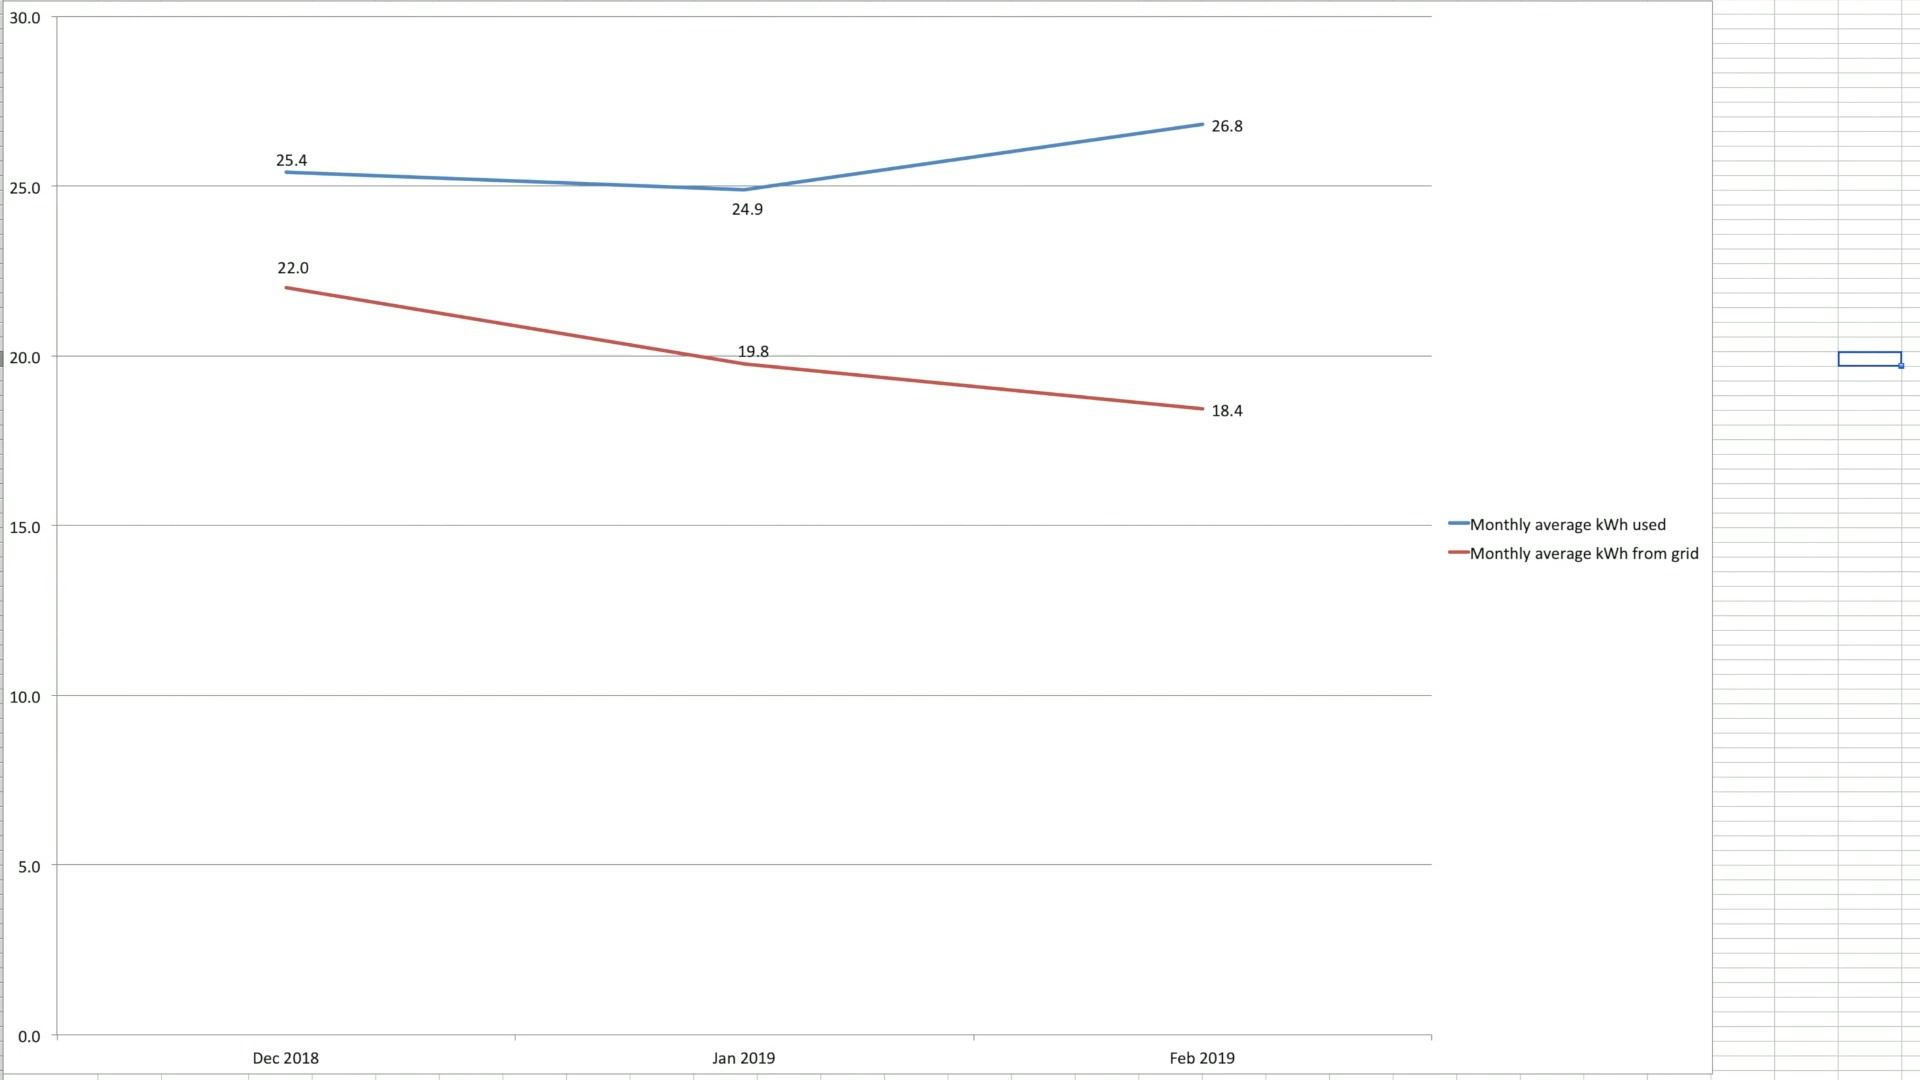 30.0
26.8
25.4
25.0
24.9
22.0
20.0
19.8
18.4
15.0
Monthly average kWh used
Monthly average kWh from grid
10.0
5.0
0.0
Dec 2018
Jan 2019
Feb 2019